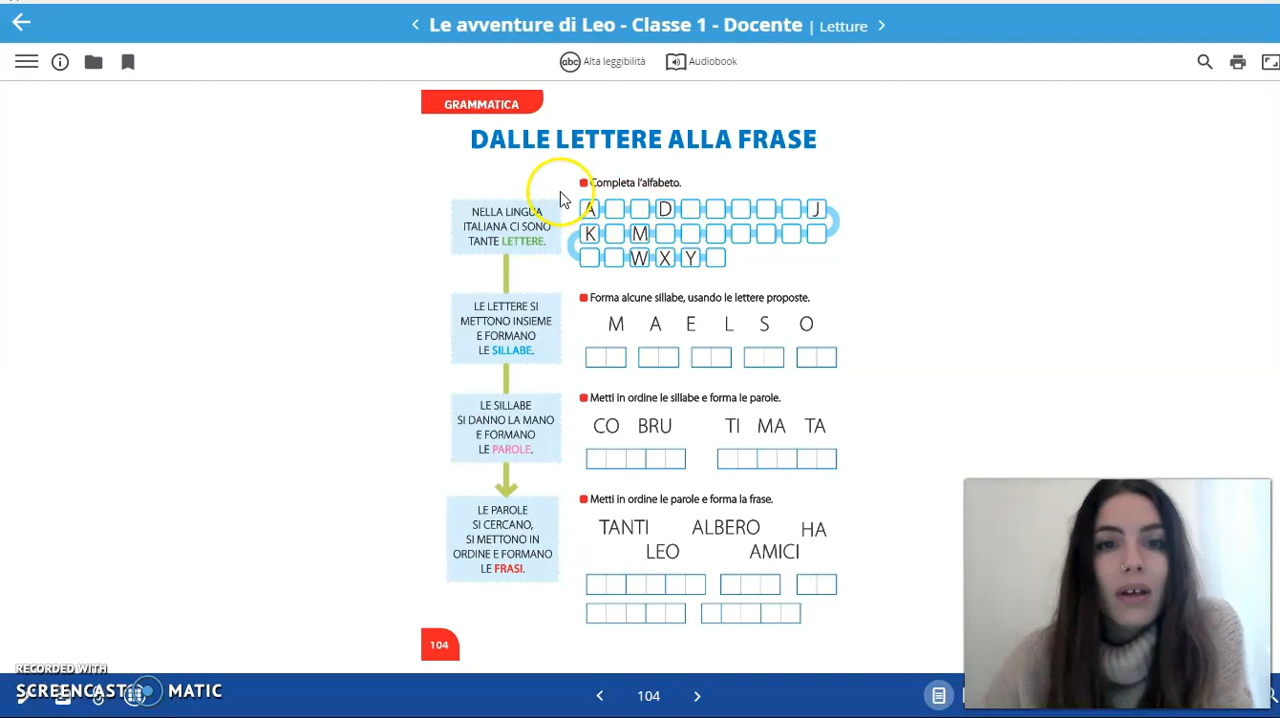 Le avventure di Leo - Classe 1 - Docente | Letture
abc Alta leggibilità Audiobook
GRAMMATICA
DALLE LETTERE ALLA FRASE
Completa l'alfabeto.
A D J
K M
W X Y
NELLA LINGUA
ITALIANA CI SONO
TANTE LETTERE.
Forma alcune sillabe, usando le lettere proposte.
M A E L S O
LE LETTERE SI
METTONO INSIEME
E FORMANO
LE SILLABE.
Metti in ordine le sillabe e forma le parole.
CO BRU TI MA TA
LE SILLABE
SI DANNO LA MANO
E FORMANO
LE PAROLE.
Metti in ordine le parole e forma la frase.
TANTI ALBERO HA
LEO AMICI
LE PAROLE
SI CERCANO,
SI METTONO IN
ORDINE E FORMANO
LE FRASI.
104
RECORDED WITH
SCREENCAST MATIC
104